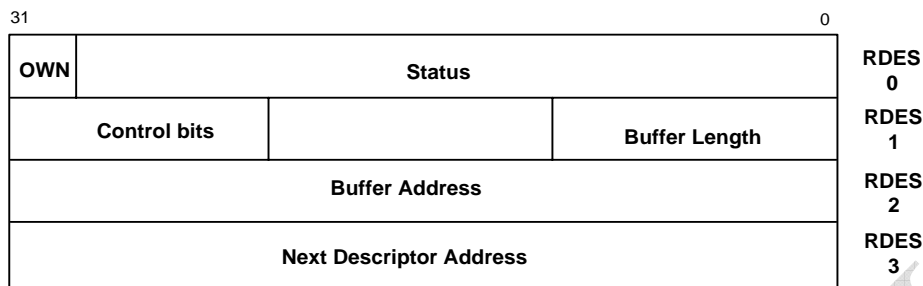 31 0
OWN Status RDES
0
Control bits Buffer Length RDES
1
Buffer Address RDES
2
Next Descriptor Address RDES
3